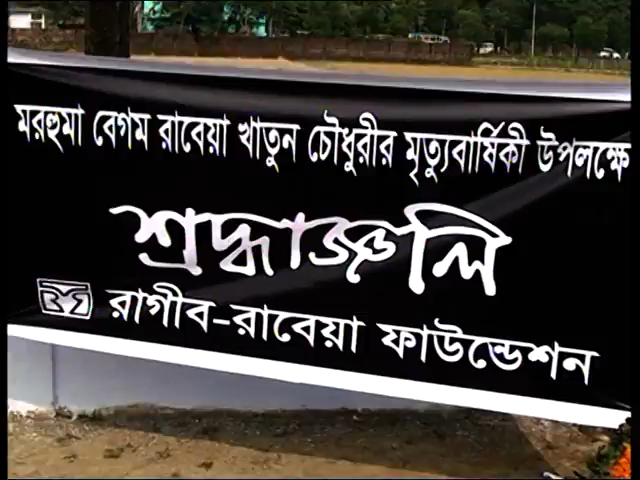 মরহুমা বেগম রাবেয়া খাতুন চৌধুরীর মৃত্যুবার্ষিকী উপলক্ষে
শ্রদ্ধাঞ্জলি
রাগীব-রাবেয়া ফাউন্ডেশন